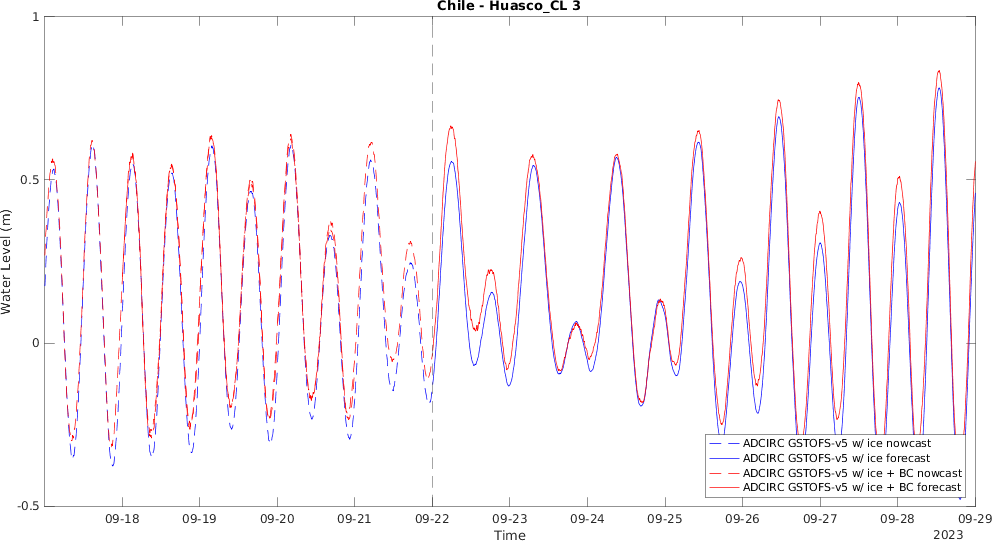 Chile - Huasco_CL 3
Water Level (m)
1
0.5
0
-0.5
09-18 09-19 09-20 09-21 09-22 09-23 09-24 09-25 09-26 09-27 09-28 09-29
Time
2023
ADCIRC GSTOFS-v5 w/ ice nowcast
ADCIRC GSTOFS-v5 w/ ice forecast
ADCIRC GSTOFS-v5 w/ ice + BC nowcast
ADCIRC GSTOFS-v5 w/ ice + BC forecast